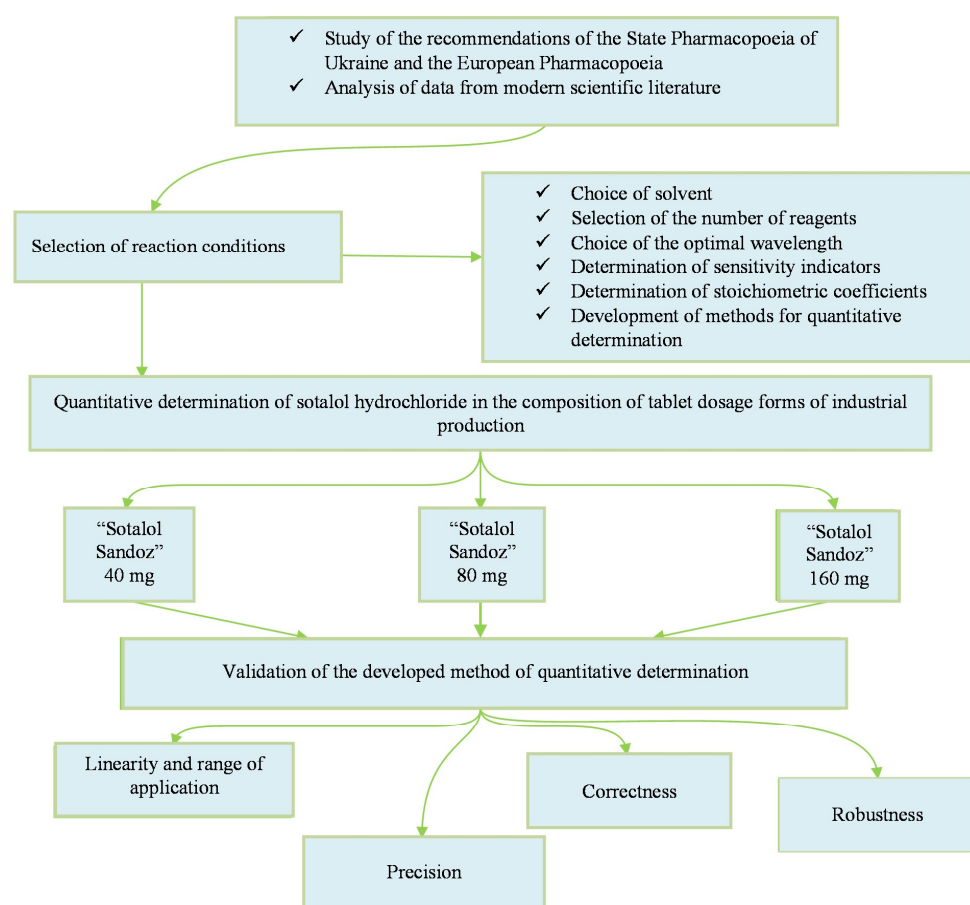 ✓ Study of the recommendations of the State Pharmacopoeia of
Ukraine and the European Pharmacopoeia
✓ Analysis of data from modern scientific literature
Selection of reaction conditions
✓ Choice of solvent
✓ Selection of the number of reagents
✓ Choice of the optimal wavelength
✓ Determination of sensitivity indicators
✓ Determination of stoichiometric coefficients
✓ Development of methods for quantitative
determination
Quantitative determination of sotalol hydrochloride in the composition of tablet dosage forms of industrial
production
“Sotalol
Sandoz”
40 mg
“Sotalol
Sandoz”
80 mg
“Sotalol
Sandoz”
160 mg
Validation of the developed method of quantitative determination
Linearity and range of
application
Precision
Correctness
Robustness